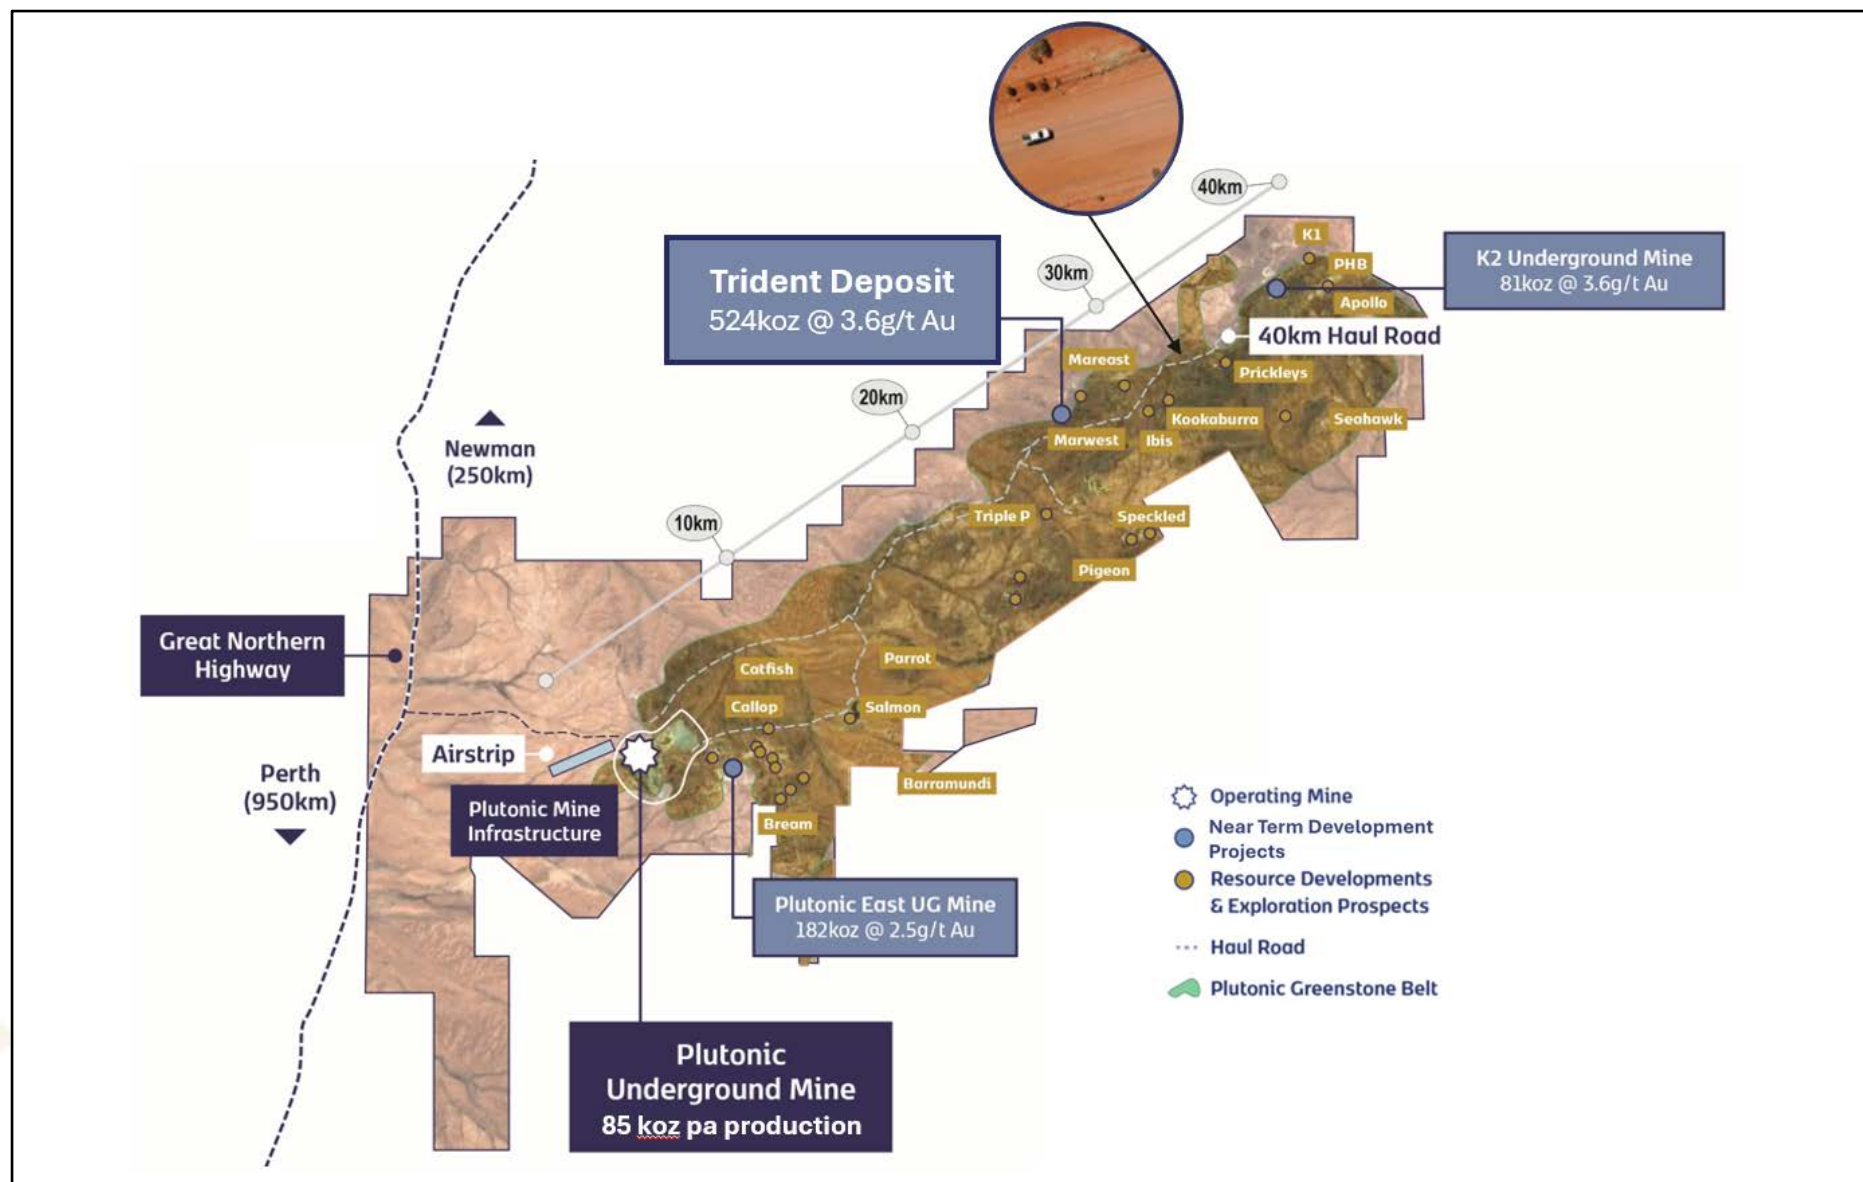 40km
K1
K2 Underground Mine
81koz @ 3.6g/t Au
PHB
Trident Deposit
524koz @ 3.6g/t Au
30km
Apollo
40km Haul Road
Mareast
Prickleys
20km
Kookaburra
Seahawk
Marwest
Ibis
Newman
(250km)
10km
Triple P
Speckled
Pigeon
Great Northern
Highway
Catfish
Parrot
Callop
Salmon
Airstrip
Perth
(950km)
Barramundi
Plutonic Mine
Infrastructure
Bream
Operating Mine
Near Term Development
Projects
Resource Developments
& Exploration Prospects
Plutonic East UG Mine
182koz @ 2.5g/t Au
Haul Road
Plutonic Greenstone Belt
Plutonic
Underground Mine
85 koz pa production